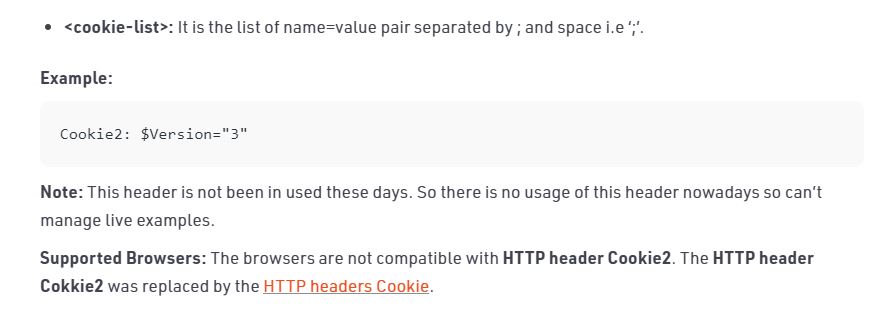 • <cookie-list>: It is the list of name=value pair separated by ; and space i.e ‘;‘.
Example:
Cookie2: $Version="3"
Note: This header is not been in used these days. So there is no usage of this header nowadays so can’t
manage live examples.
Supported Browsers: The browsers are not compatible with HTTP header Cookie2. The HTTP header
Cokkie2 was replaced by the HTTP headers Cookie.